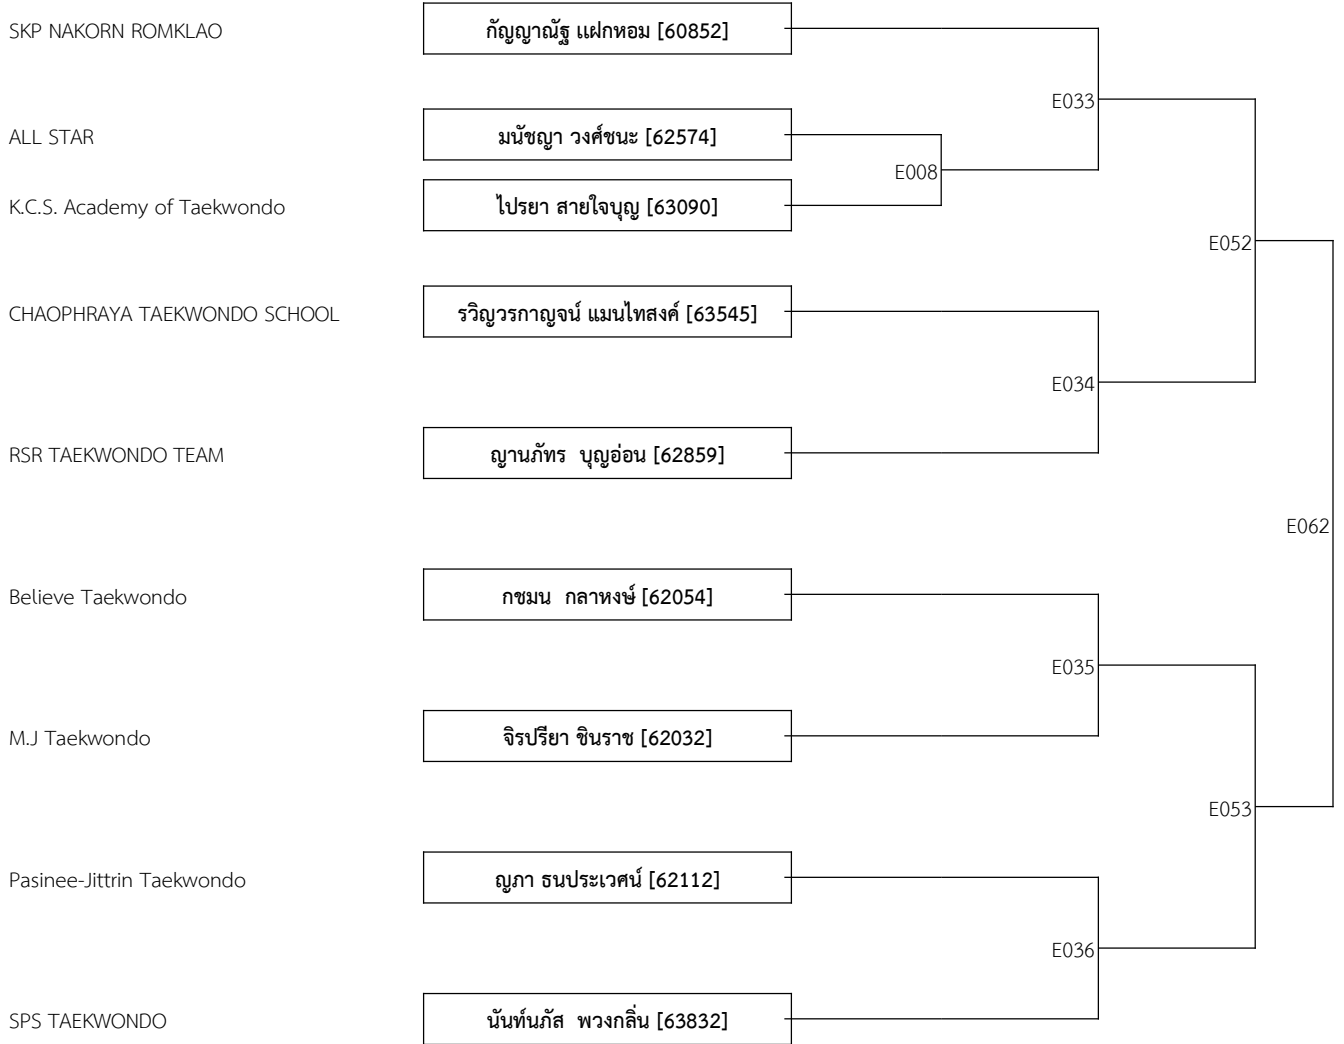 SKP NAKORN ROMKLAO กัญญาณัฐ แฝกหอม [60852]
E033
ALL STAR มนัชญา วงศ์ชนะ [62574]
E008
K.C.S. Academy of Taekwondo ไปรยา สายใจบุญ [63090]
E052
CHAOPHRAYA TAEKWONDO SCHOOL รวิญวรกาญจน์ แมนไทสงค์ [63545]
E034
RSR TAEKWONDO TEAM ญานภัทร  บุญอ่อน [62859]
E062
Believe Taekwondo กชมน  กลาหงษ์ [62054]
E035
M.J Taekwondo จิรปรียา ชินราช [62032]
E053
Pasinee-Jittrin Taekwondo ญภา ธนประเวศน์ [62112]
E036
SPS TAEKWONDO นันท์นภัส  พวงกลิ่น [63832]